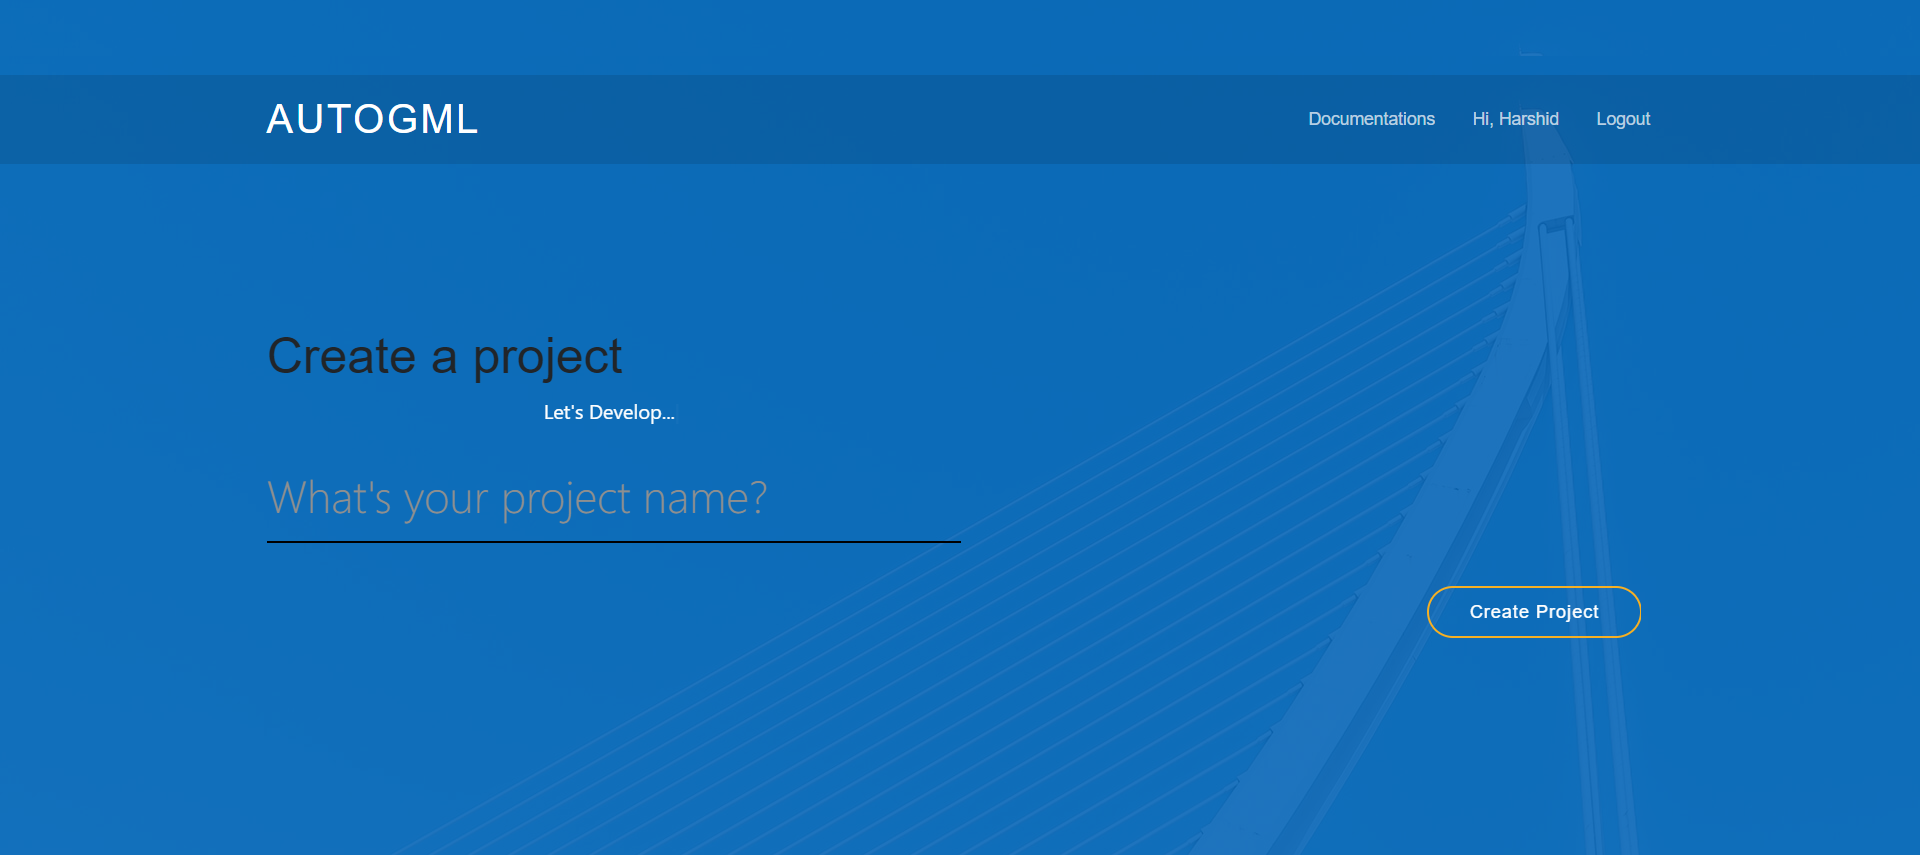 AUTOGML
Documentations
Hi, Harshid
Logout
Create a project
Let's Develop...
What's your project name?
Create Project